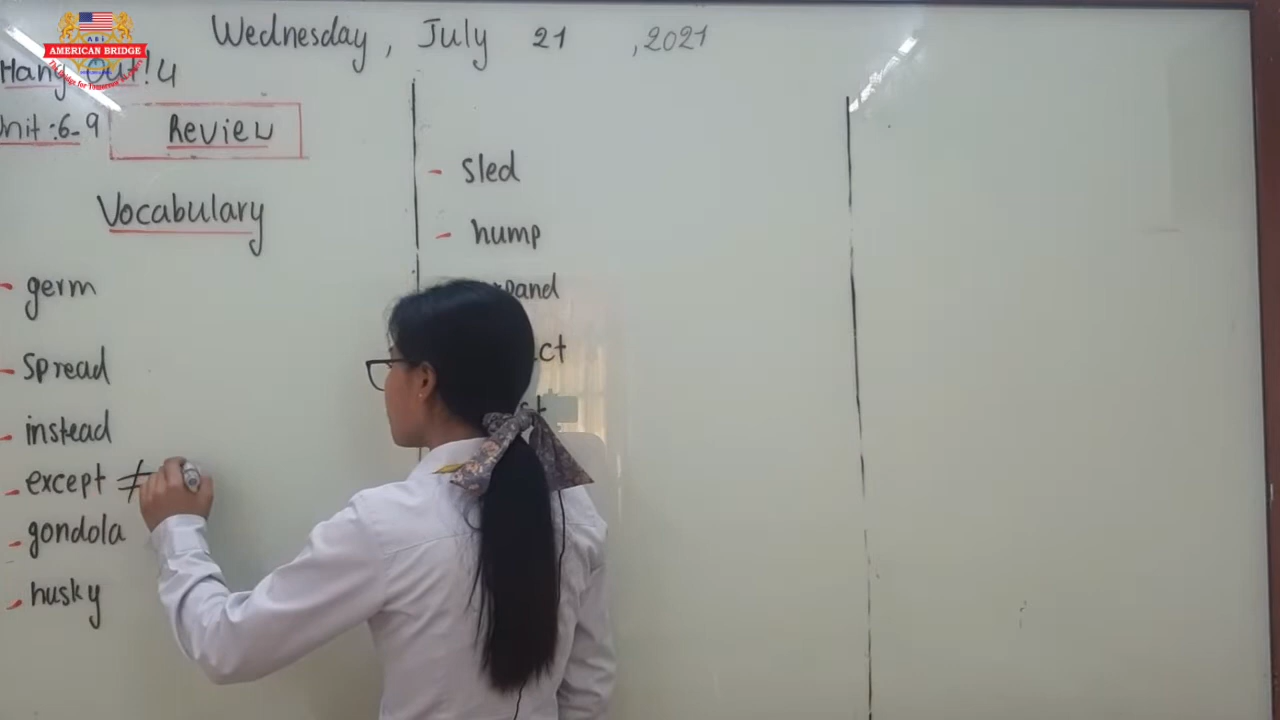 Wednesday, July 21, 2021
ABI
AMERICAN BRIDGE
Hang Out! 4
Unit: 6-9
Review
Vocabulary
- germ
- Spread
- instead
- except ≠
- gondola
- husky
- sled
- hump